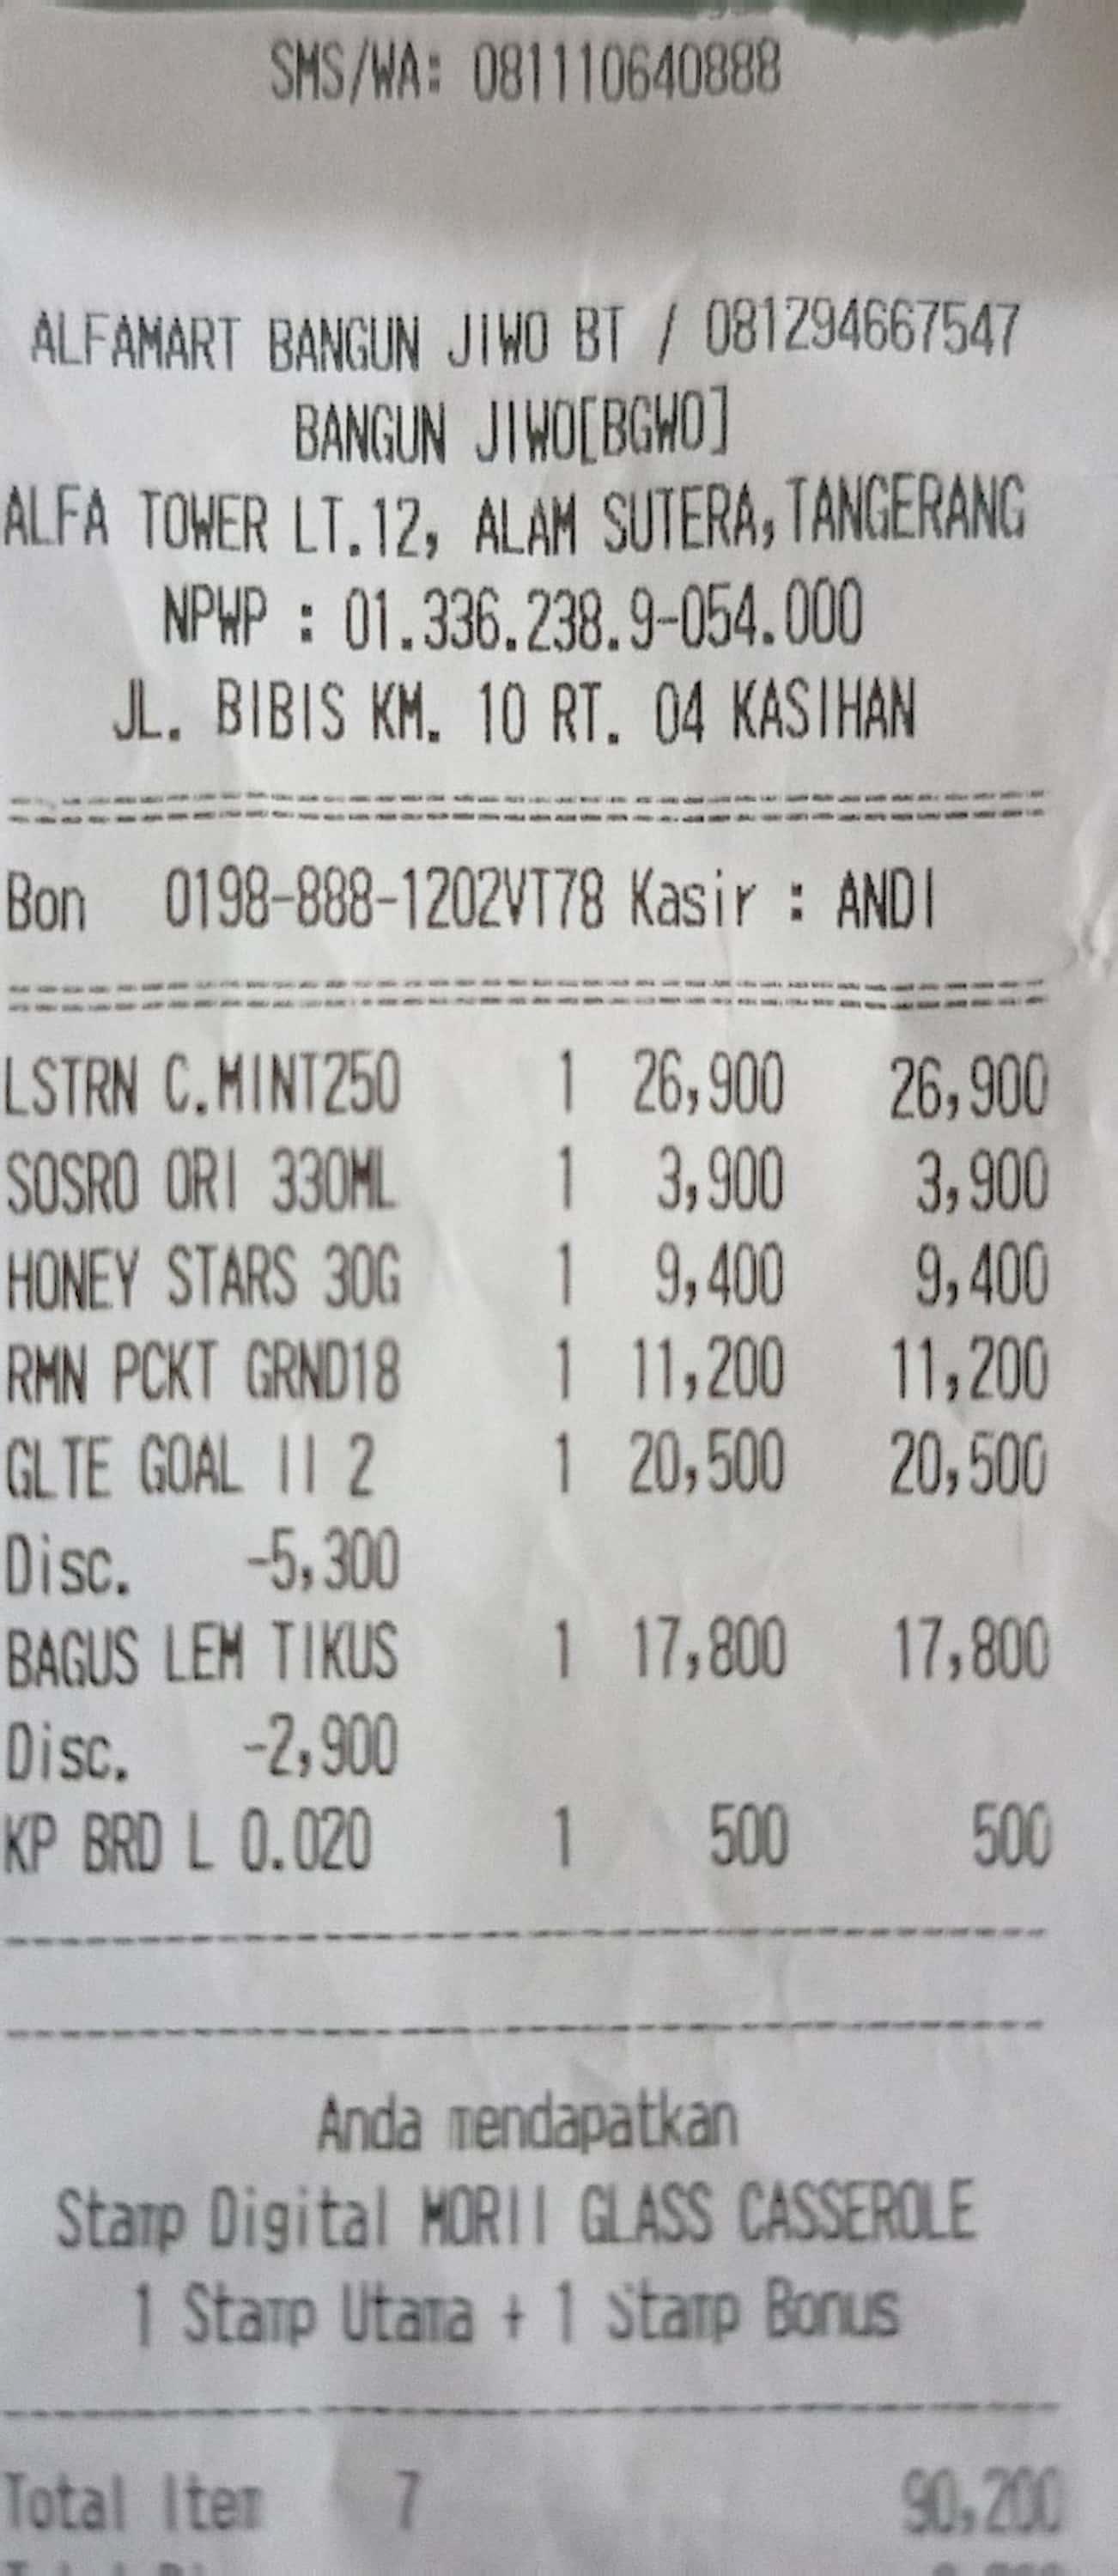 SMS/WA: 081110640888
ALFAMART BANGUN JIWO BT / 081294667547
BANGUN JIWO[BGWO]
ALFA TOWER LT.12, ALAM SUTERA,TANGERANG
NPWP : 01.336.238.9-054.000
JL. BIBIS KM. 10 RT. 04 KASIHAN
Bon 0198-888-1202VT78 Kasir : ANDI
LSTRN C.MINT250 1 26,900 26,900
SOSRO ORI 330ML 1 3,900 3,900
HONEY STARS 30G 1 9,400 9,400
RMN PCKT GRND18 1 11,200 11,200
GLTE GOAL II 2 1 20,500 20,500
Disc. -5,300
BAGUS LEM TIKUS 1 17,800 17,800
Disc. -2,900
KP BRD L 0.020 1 500 500
Anda mendapatkan
Stamp Digital MORII GLASS CASSEROLE
1 Stamp Utama + 1 Stamp Bonus
Total Item 7 90,200